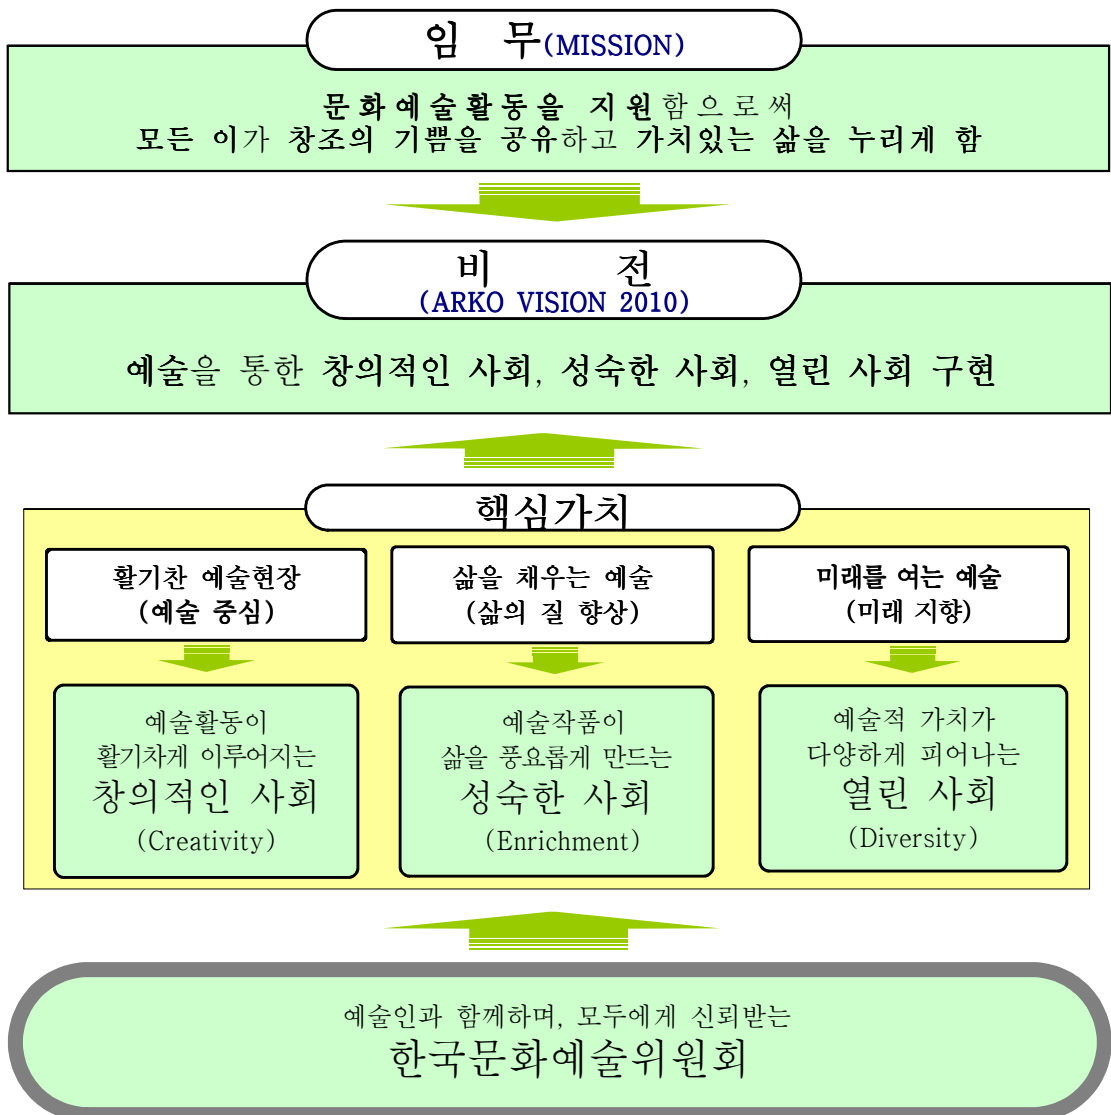 임 무(MISSION)
문화예술활동을 지원함으로써
모든 이가 창조의 기쁨을 공유하고 가치있는 삶을 누리게 함
비 전
(ARKO VISION 2010)
예술을 통한 창의적인 사회, 성숙한 사회, 열린 사회 구현
핵심가치
활기찬 예술현장
(예술 중심)
삶을 채우는 예술
(삶의 질 향상)
미래를 여는 예술
(미래 지향)
예술활동이
활기차게 이루어지는
창의적인 사회
(Creativity)
예술작품이
삶을 풍요롭게 만드는
성숙한 사회
(Enrichment)
예술적 가치가
다양하게 피어나는
열린 사회
(Diversity)
예술인과 함께하며, 모두에게 신뢰받는
한국문화예술위원회